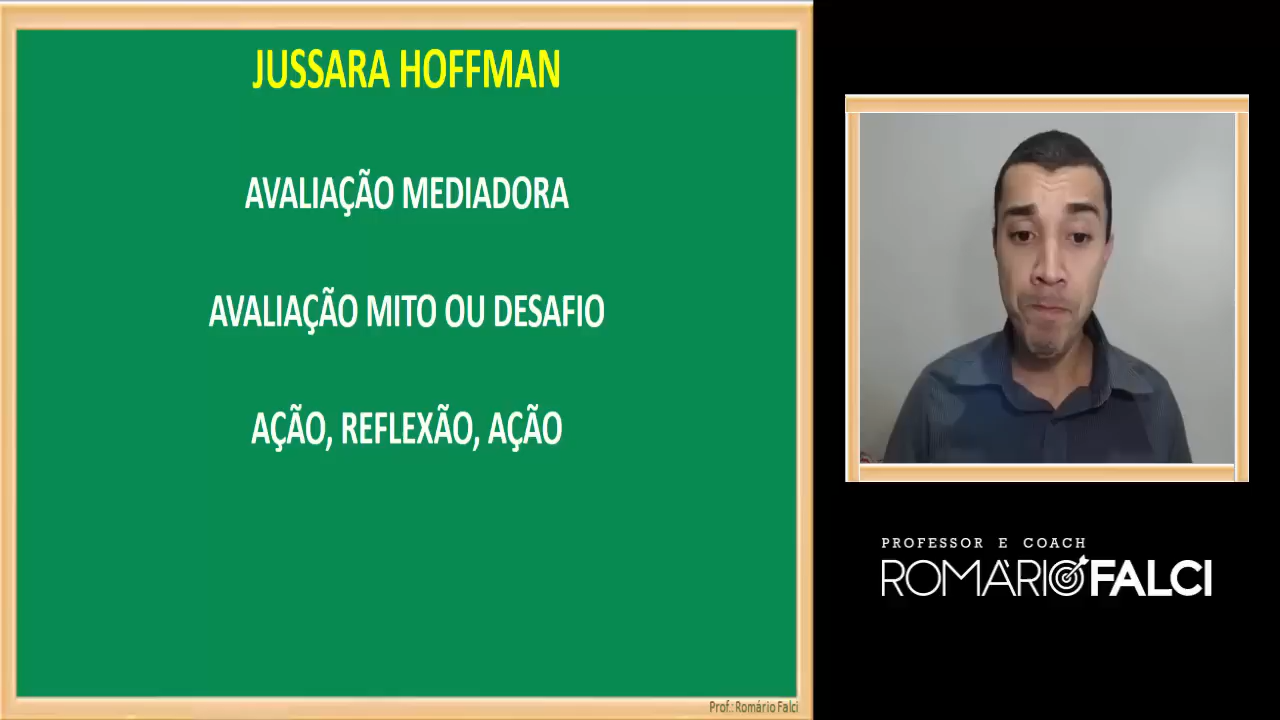 JUSSARA HOFFMAN
AVALIAÇÃO MEDIADORA
AVALIAÇÃO MITO OU DESAFIO
AÇÃO, REFLEXÃO, AÇÃO
Prof.: Romário Falci
PROFESSOR E COACH
ROMÁRIO FALCI